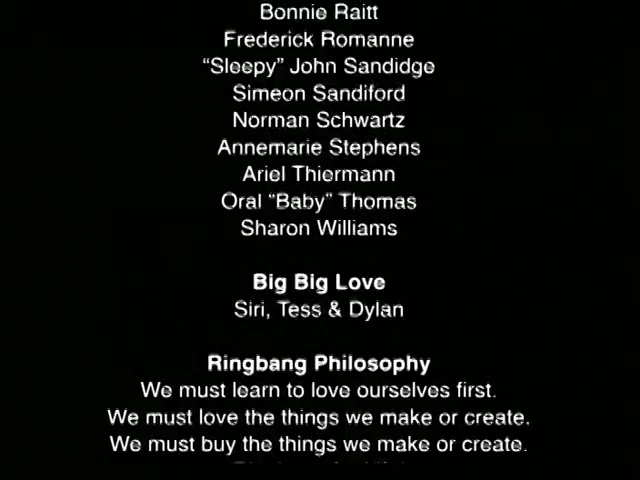 Bonnie Raitt
Frederick Romanne
“Sleepy” John Sandidge
Simeon Sandiford
Norman Schwartz
Annemarie Stephens
Ariel Thiermann
Oral “Baby” Thomas
Sharon Williams
Big Big Love
Siri, Tess & Dylan
Ringbang Philosophy
We must learn to love ourselves first.
We must love the things we make or create.
We must buy the things we make or create.